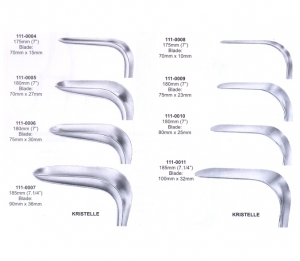 111-0004
175mm (7")
Blade:
70mm x 15mm
111-0005
180mm (7")
Blade:
70mm x 27mm
111-0006
180mm (7")
Blade:
75mm x 30mm
111-0007
185mm (7.1/4")
Blade:
90mm x 36mm
KRISTELLE
111-0008
175mm (7")
Blade:
70mm x 10mm
111-0009
180mm (7")
Blade:
75mm x 23mm
111-0010
180mm (7")
Blade:
80mm x 25mm
111-0011
185mm (7.1/4")
Blade:
100mm x 32mm
KRISTELLE